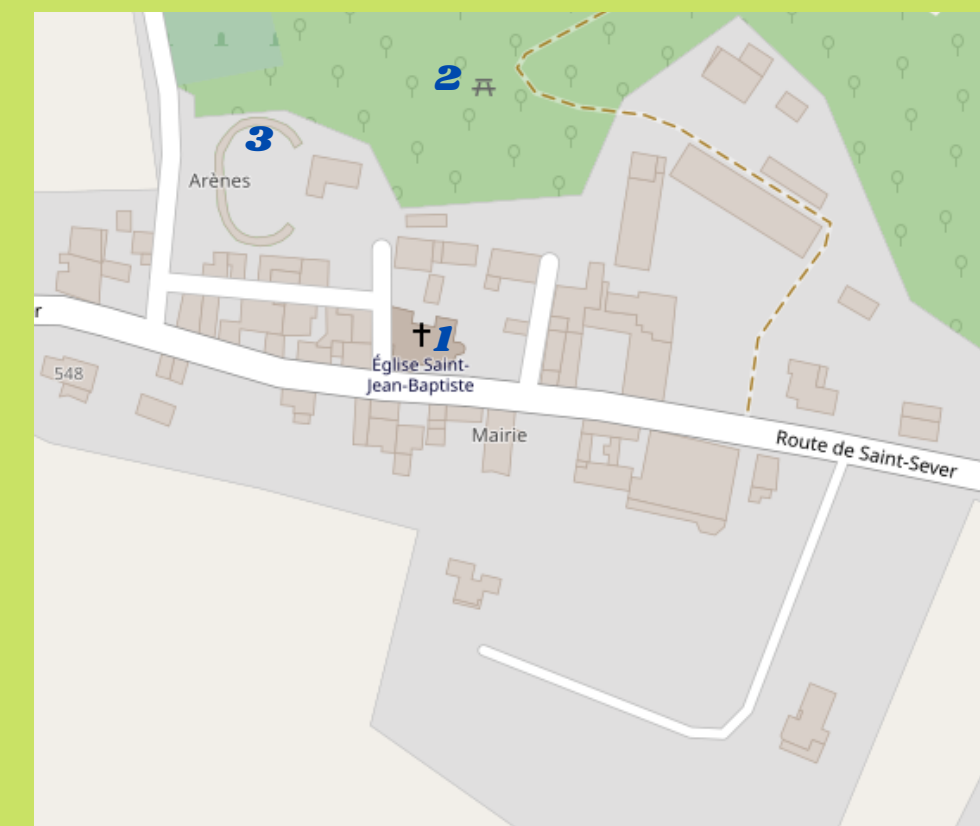 2
3
Arènes
r
1
Église Saint-
Jean-Baptiste
548
Mairie
Route de Saint-Sever